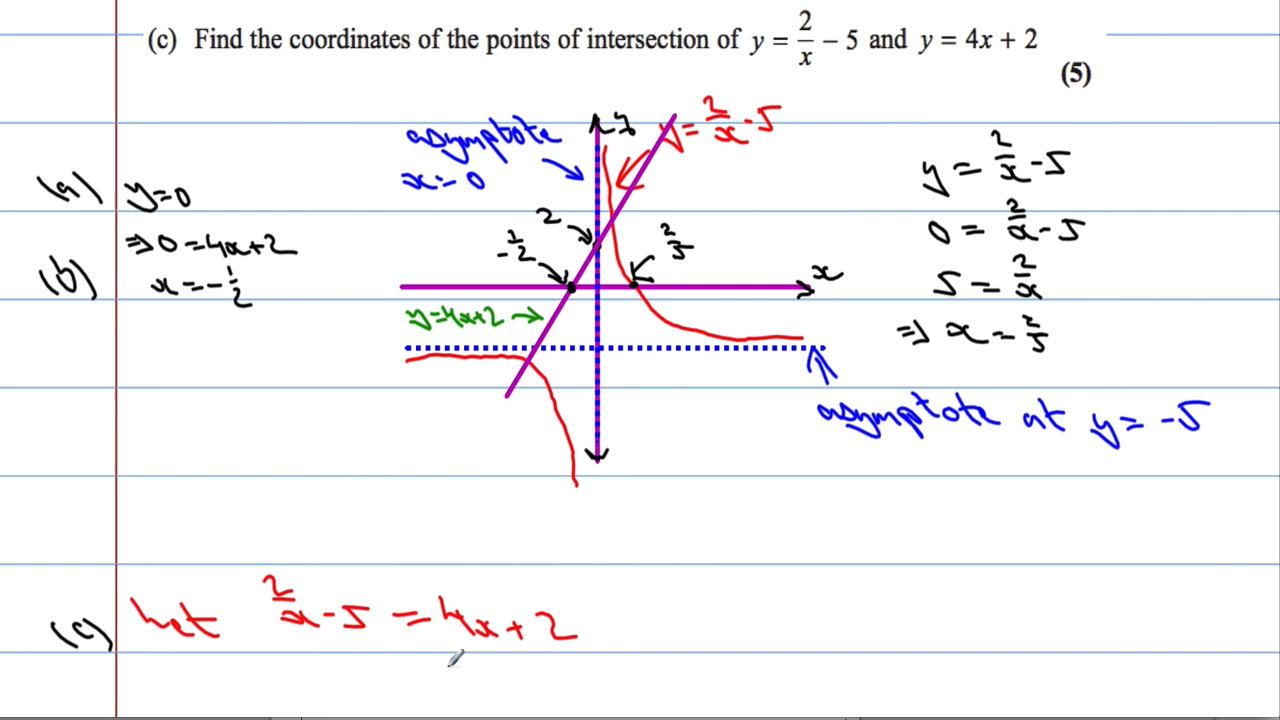 (c) Find the coordinates of the points of intersection of y = 2/x − 5 and y = 4x + 2
(5)
(a) y=0
⇒ 0=4x+2
(b) x=-1/2
asymptote
x=0
y
y=2/x-5
2
-1/2
2/5
x
y=4x+2
y=2/x-5
0=2/x-5
5=2/x
⇒ x=2/5
asymptote at y=-5
(c) Let 2/x-5=4x+2